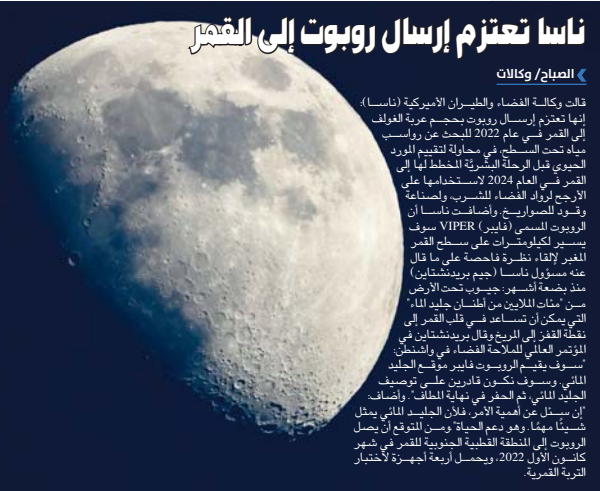 ناسا تعتزم إرسال روبوت إلى القمر
الصباح/ وكالات
قالت وكالة الفضاء والطيران الأميركية (ناسا):
إنها تعتزم إرسال روبوت بحجم عربة الغولف
إلى القمر في عام 2022 للبحث عن رواسب
مياه تحت السطح، في محاولة لتقييم المورد
الحيوي قبل الرحلة البشريَّة المخطط لها إلى
القمر في العام 2024 لاستخدامها على
الأرجح لرواد الفضاء للشرب، ولصناعة
وقود للصواريخ. وأضافت ناسا أن
الروبوت المسمى (فايبر) VIPER سوف
يسير لكيلومترات على سطح القمر
المغبر لإلقاء نظرة فاحصة على ما قال
عنه مسؤول ناسا (جيم بريدنشتاين)
منذ بضعة أشهر: جيوب تحت الأرض
من "مئات الملايين من أطنان جليد الماء"
التي يمكن أن تساعد في قلب القمر إلى
نقطة القفز إلى المريخ وقال بريدنشتاين في
المؤتمر العالمي للملاحة الفضاء في واشنطن:
"سوف يقيم الروبوت فايبر موقع الجليد
المائي. وسوف نكون قادرين على توصيف
الجليد المائي، ثم الحفر في نهاية المطاف". وأضاف:
"إن سيئل عن أهمية الأمر، فلأن الجليد المائي يمثل
شيئًا مهمًا. وهو دعم الحياة" ومن المتوقع أن يصل
الروبوت إلى المنطقة القطبية الجنوبية للقمر في شهر
كانون الأول 2022، ويحمل أربعة أجهزة لاختبار
التربة القمرية.